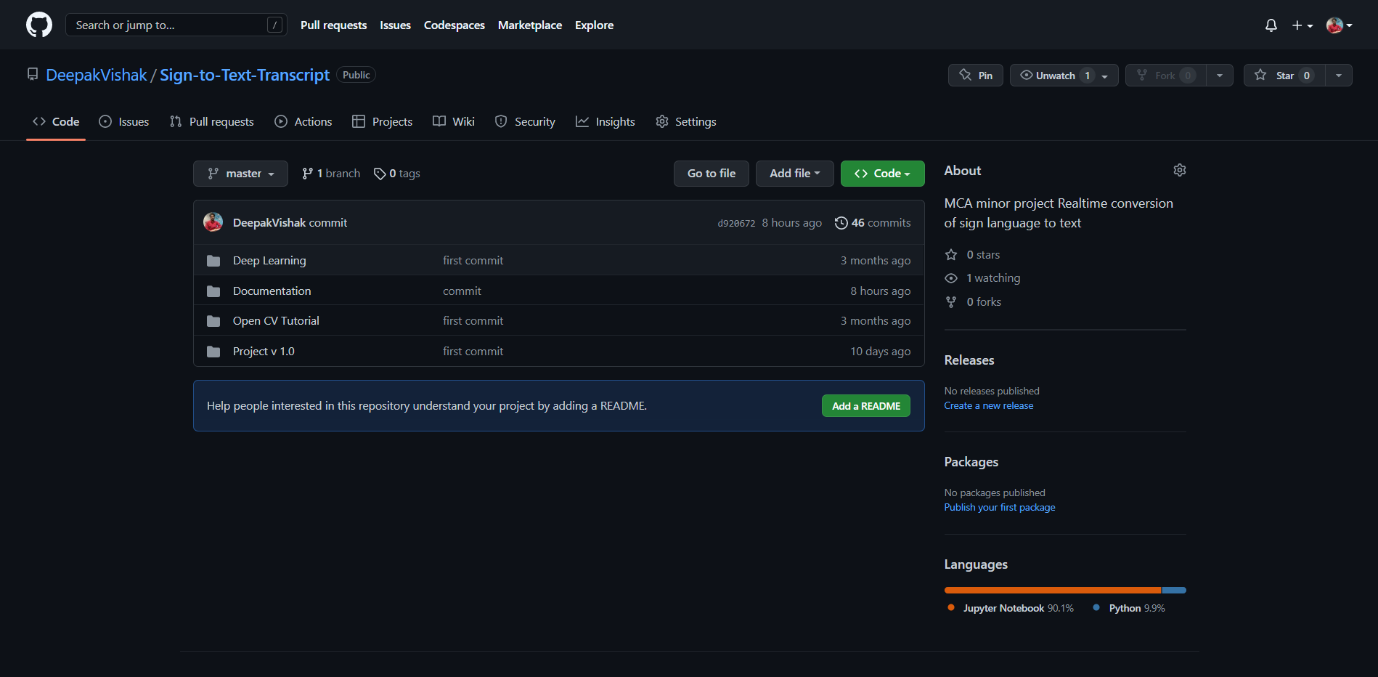 Search or jump to... /
Pull requests Issues Codespaces Marketplace Explore
DeepakVishak / Sign-to-Text-Transcript Public
Pin Unwatch 1 Fork 0 Star 0
Code Issues Pull requests Actions Projects Wiki Security Insights Settings
master 1 branch 0 tags Go to file Add file Code
DeepakVishak commit d920672 8 hours ago 46 commits
Deep Learning first commit 3 months ago
Documentation commit 8 hours ago
Open CV Tutorial first commit 3 months ago
Project v 1.0 first commit 10 days ago
Help people interested in this repository understand your project by adding a README. Add a README
About
MCA minor project Realtime conversion
of sign language to text
0 stars
1 watching
0 forks
Releases
No releases published
Create a new release
Packages
No packages published
Publish your first package
Languages
Jupyter Notebook 90.1% Python 9.9%